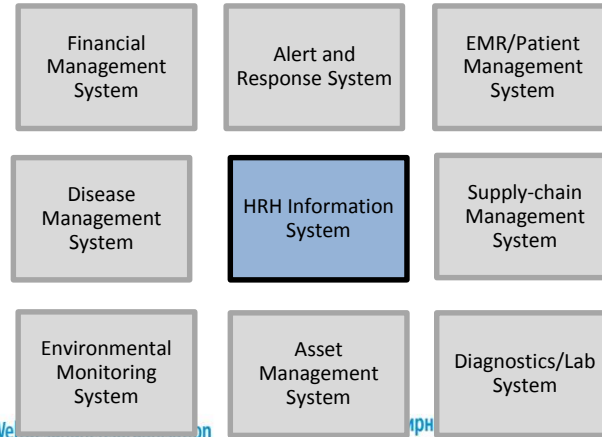 Financial
Management
System
Alert and
Response System
EMR/Patient
Management
System
Disease
Management
System
HRH Information
System
Supply-chain
Management
System
Environmental
Monitoring
System
Asset
Management
System
Diagnostics/Lab
System